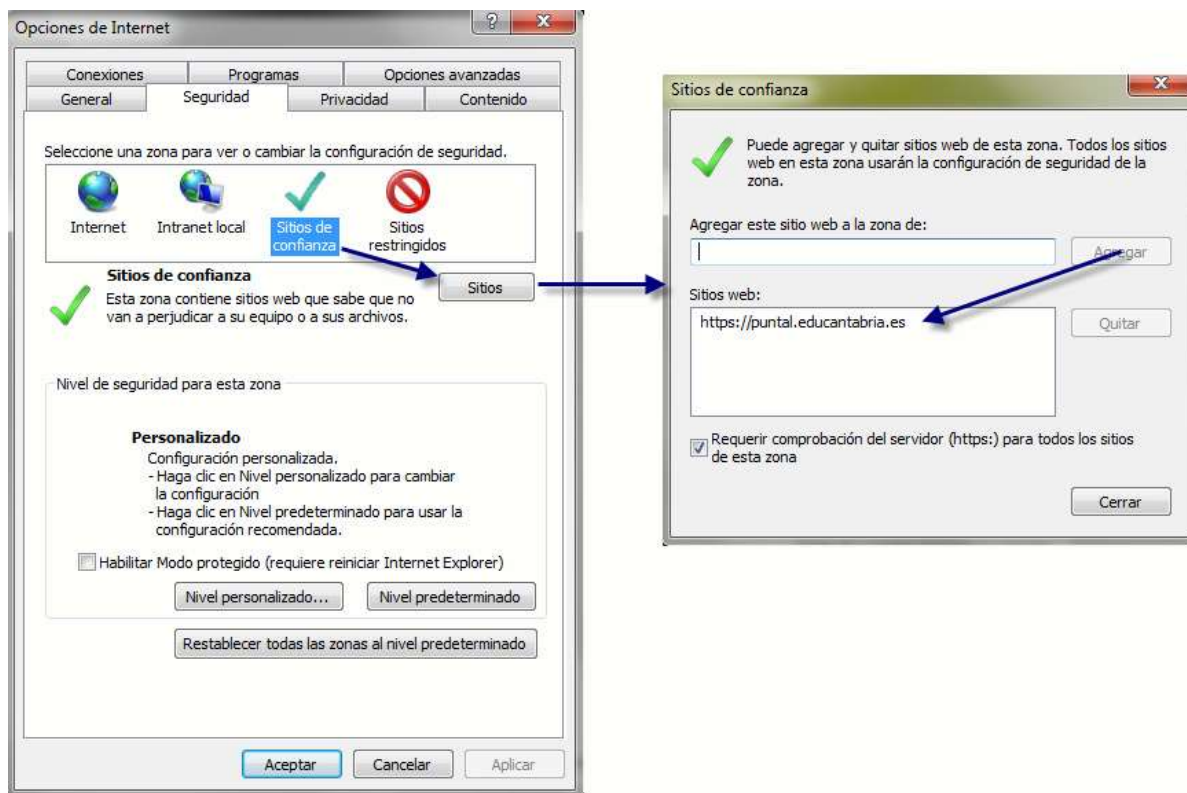 Opciones de Internet
?
X
Conexiones
Programas
Opciones avanzadas
General
Seguridad
Privacidad
Contenido
Seleccione una zona para ver o cambiar la configuración de seguridad.
Internet
Intranet local
Sitios de
confianza
Sitios
restringidos
Sitios de confianza
Esta zona contiene sitios web que sabe que no
van a perjudicar a su equipo o a sus archivos.
Sitios
Nivel de seguridad para esta zona
Personalizado
Configuración personalizada.
- Haga clic en Nivel personalizado para cambiar
la configuración
- Haga clic en Nivel predeterminado para usar la
configuración recomendada.
Habilitar Modo protegido (requiere reiniciar Internet Explorer)
Nivel personalizado...
Nivel predeterminado
Restablecer todas las zonas al nivel predeterminado
Aceptar
Cancelar
Aplicar
Sitios de confianza
X
Puede agregar y quitar sitios web de esta zona. Todos los sitios
web en esta zona usarán la configuración de seguridad de la
zona.
Agregar este sitio web a la zona de:
Agregar
Sitios web:
https://puntal.educantabria.es
Quitar
Requerir comprobación del servidor (https:) para todos los sitios
de esta zona
Cerrar